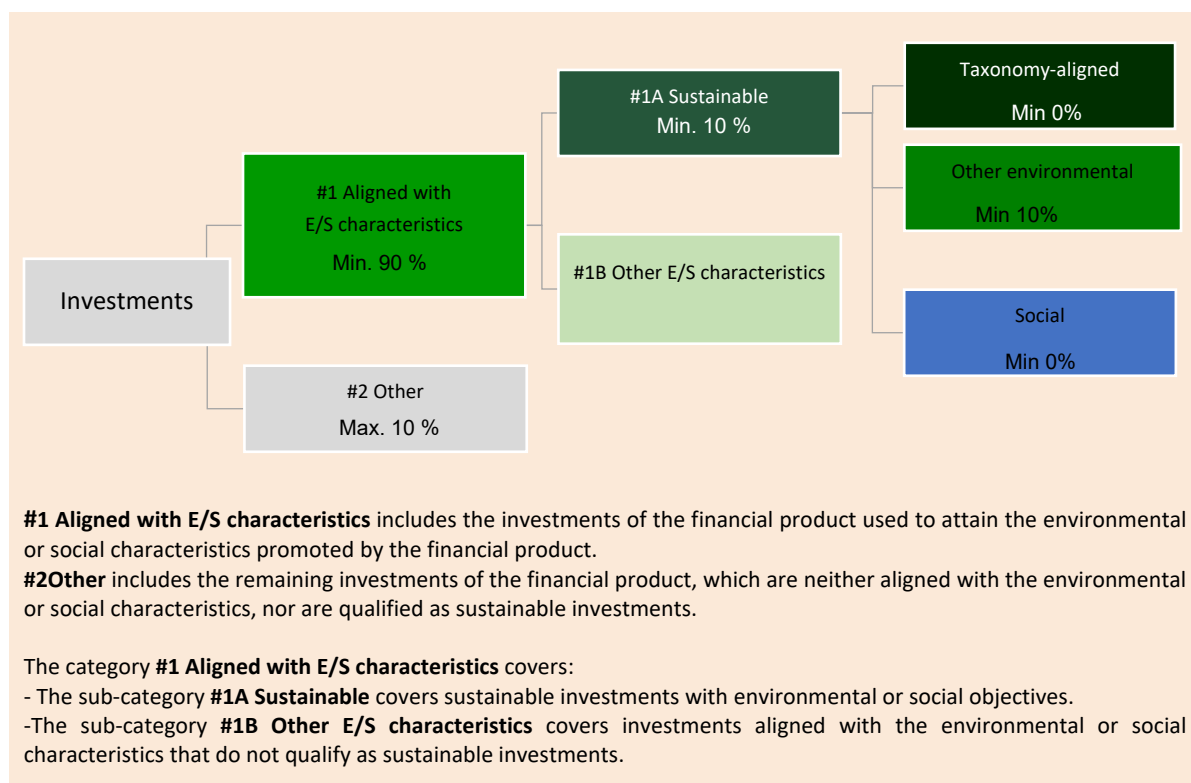 Taxonomy-aligned
Min 0%
#1A Sustainable
Min. 10 %
Other environmental
Min 10%
#1 Aligned with
E/S characteristics
Min. 90 %
#1B Other E/S characteristics
Investments
Social
Min 0%
#2 Other
Max. 10 %
#1 Aligned with E/S characteristics includes the investments of the financial product used to attain the environmental
or social characteristics promoted by the financial product.
#2Other includes the remaining investments of the financial product, which are neither aligned with the environmental
or social characteristics, nor are qualified as sustainable investments.
The category #1 Aligned with E/S characteristics covers:
- The sub-category #1A Sustainable covers sustainable investments with environmental or social objectives.
-The sub-category #1B Other E/S characteristics covers investments aligned with the environmental or social
characteristics that do not qualify as sustainable investments.